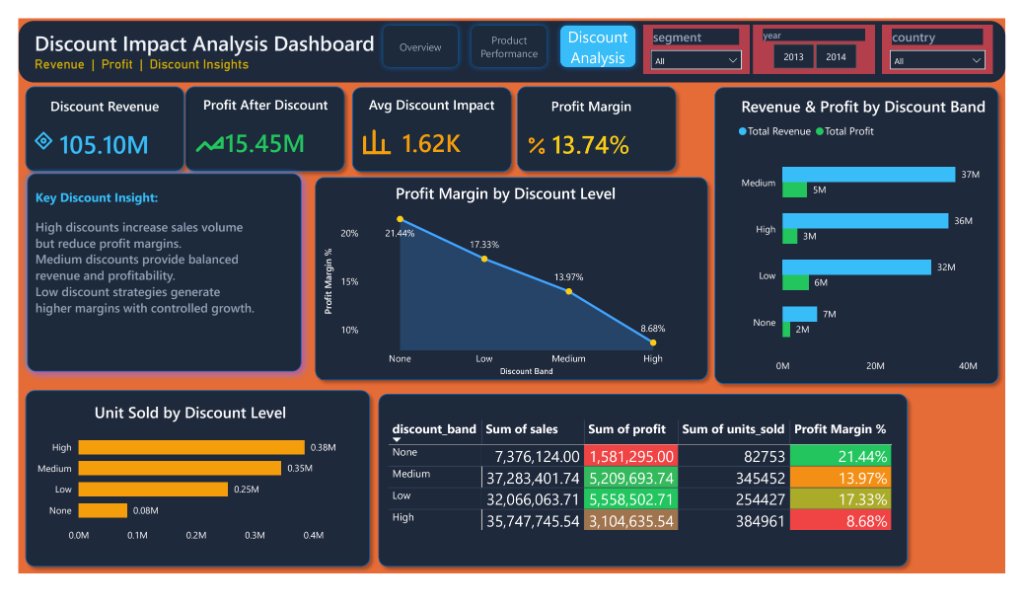 Discount Impact Analysis Dashboard
Revenue | Profit | Discount Insights
Overview
Product
Performance
Discount
Analysis
segment
All
year
2013 2014
country
All
Discount Revenue
105.10M
Profit After Discount
15.45M
Avg Discount Impact
1.62K
Profit Margin
% 13.74%
Key Discount Insight:
High discounts increase sales volume
but reduce profit margins.
Medium discounts provide balanced
revenue and profitability.
Low discount strategies generate
higher margins with controlled growth.
Profit Margin by Discount Level
Profit Margin %
20%
15%
10%
21.44%
17.33%
13.97%
8.68%
None Low Medium High
Discount Band
Revenue & Profit by Discount Band
Total Revenue Total Profit
Medium 37M
5M
High 36M
3M
Low 32M
6M
None 7M
2M
0M 20M 40M
Unit Sold by Discount Level
High 0.38M
Medium 0.35M
Low 0.25M
None 0.08M
0.0M 0.1M 0.2M 0.3M 0.4M
discount_band Sum of sales Sum of profit Sum of units_sold Profit Margin %
None 7,376,124.00 1,581,295.00 82753 21.44%
Medium 37,283,401.74 5,209,693.74 345452 13.97%
Low 32,066,063.71 5,558,502.71 254427 17.33%
High 35,747,745.54 3,104,635.54 384961 8.68%